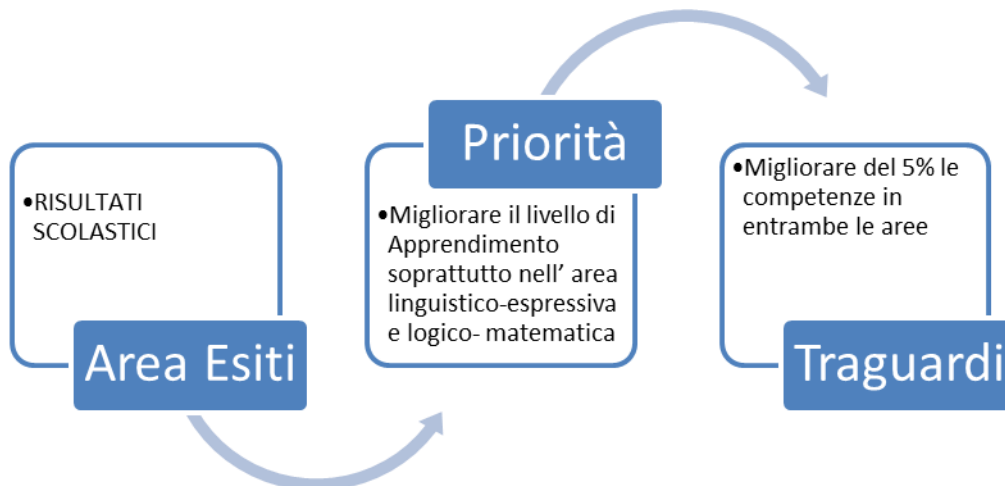 •RISULTATI
SCOLASTICI
Area Esiti
Priorità
•Migliorare il livello di
Apprendimento
soprattutto nell’ area
linguistico-espressiva
e logico- matematica
•Migliorare del 5% le
competenze in
entrambe le aree
Traguardi